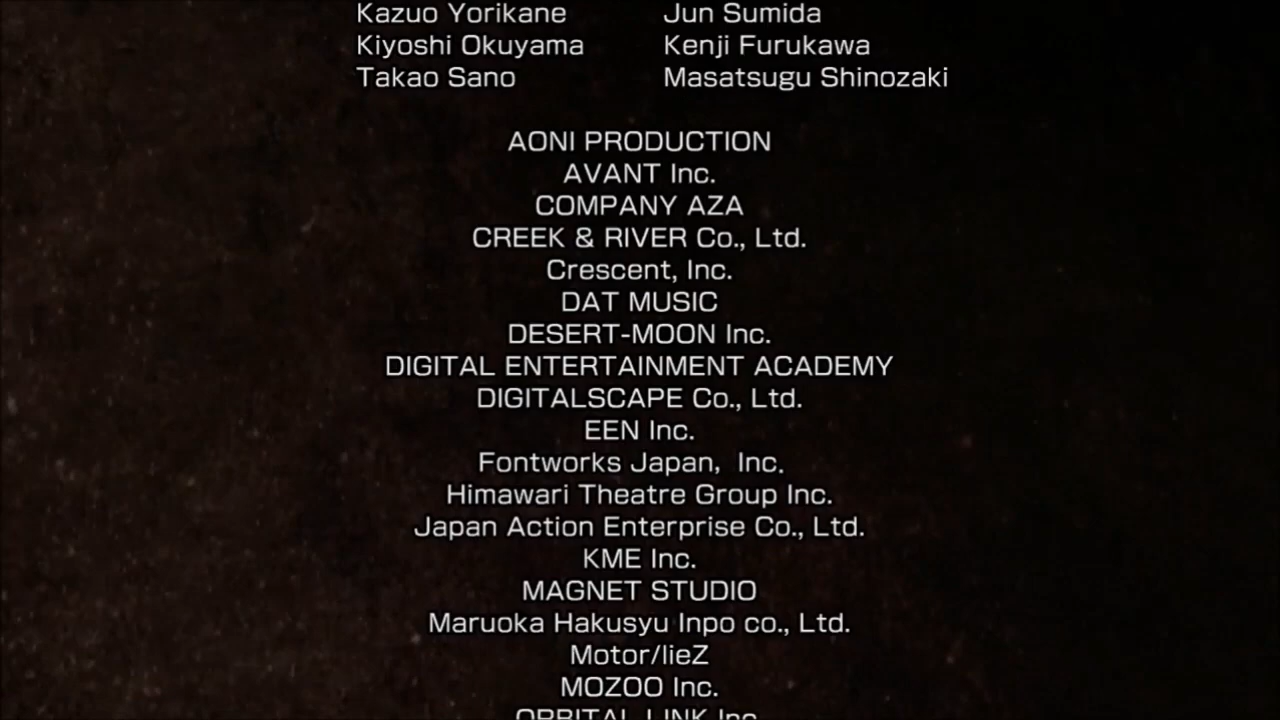 Kazuo Yorikane Jun Sumida
Kiyoshi Okuyama Kenji Furukawa
Takao Sano Masatsugu Shinozaki
AONI PRODUCTION
AVANT Inc.
COMPANY AZA
CREEK & RIVER Co., Ltd.
Crescent, Inc.
DAT MUSIC
DESERT-MOON Inc.
DIGITAL ENTERTAINMENT ACADEMY
DIGITALSCAPE Co., Ltd.
EEN Inc.
Fontworks Japan, Inc.
Himawari Theatre Group Inc.
Japan Action Enterprise Co., Ltd.
KME Inc.
MAGNET STUDIO
Maruoka Hakusyu Inpo co., Ltd.
Motor/lieZ
MOZOO Inc.
ORBITAL LINK Inc.